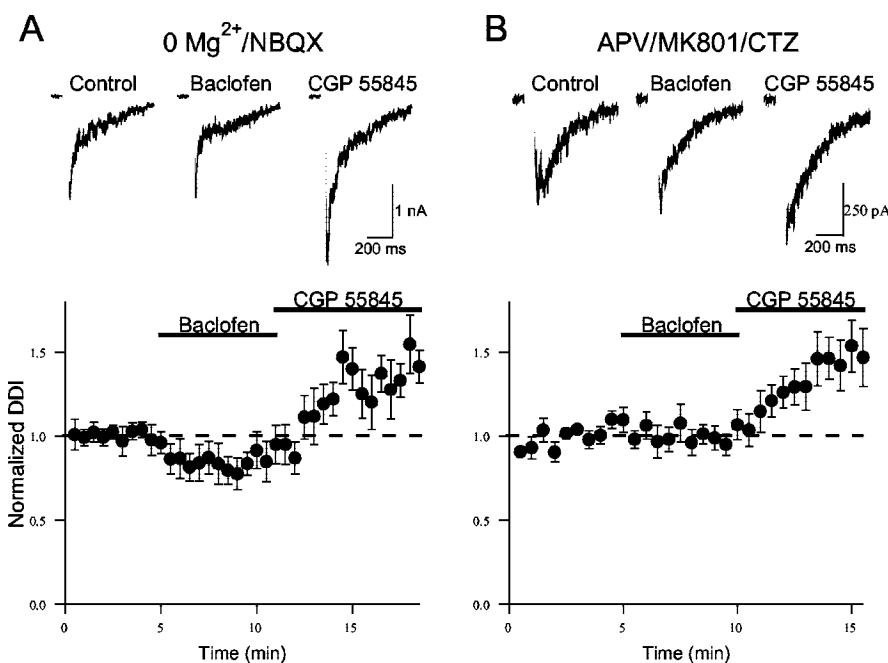 A
0 Mg2+/NBQX
Control
Baclofen
CGP 55845
1 nA
200 ms
CGP 55845
Baclofen
Normalized DDI
1.5
1.0
0.5
0.0
0
5
10
15
Time (min)
B
APV/MK801/CTZ
Control
Baclofen
CGP 55845
250 pA
200 ms
CGP 55845
Baclofen
1.5
1.0
0.5
0.0
0
5
10
15
Time (min)